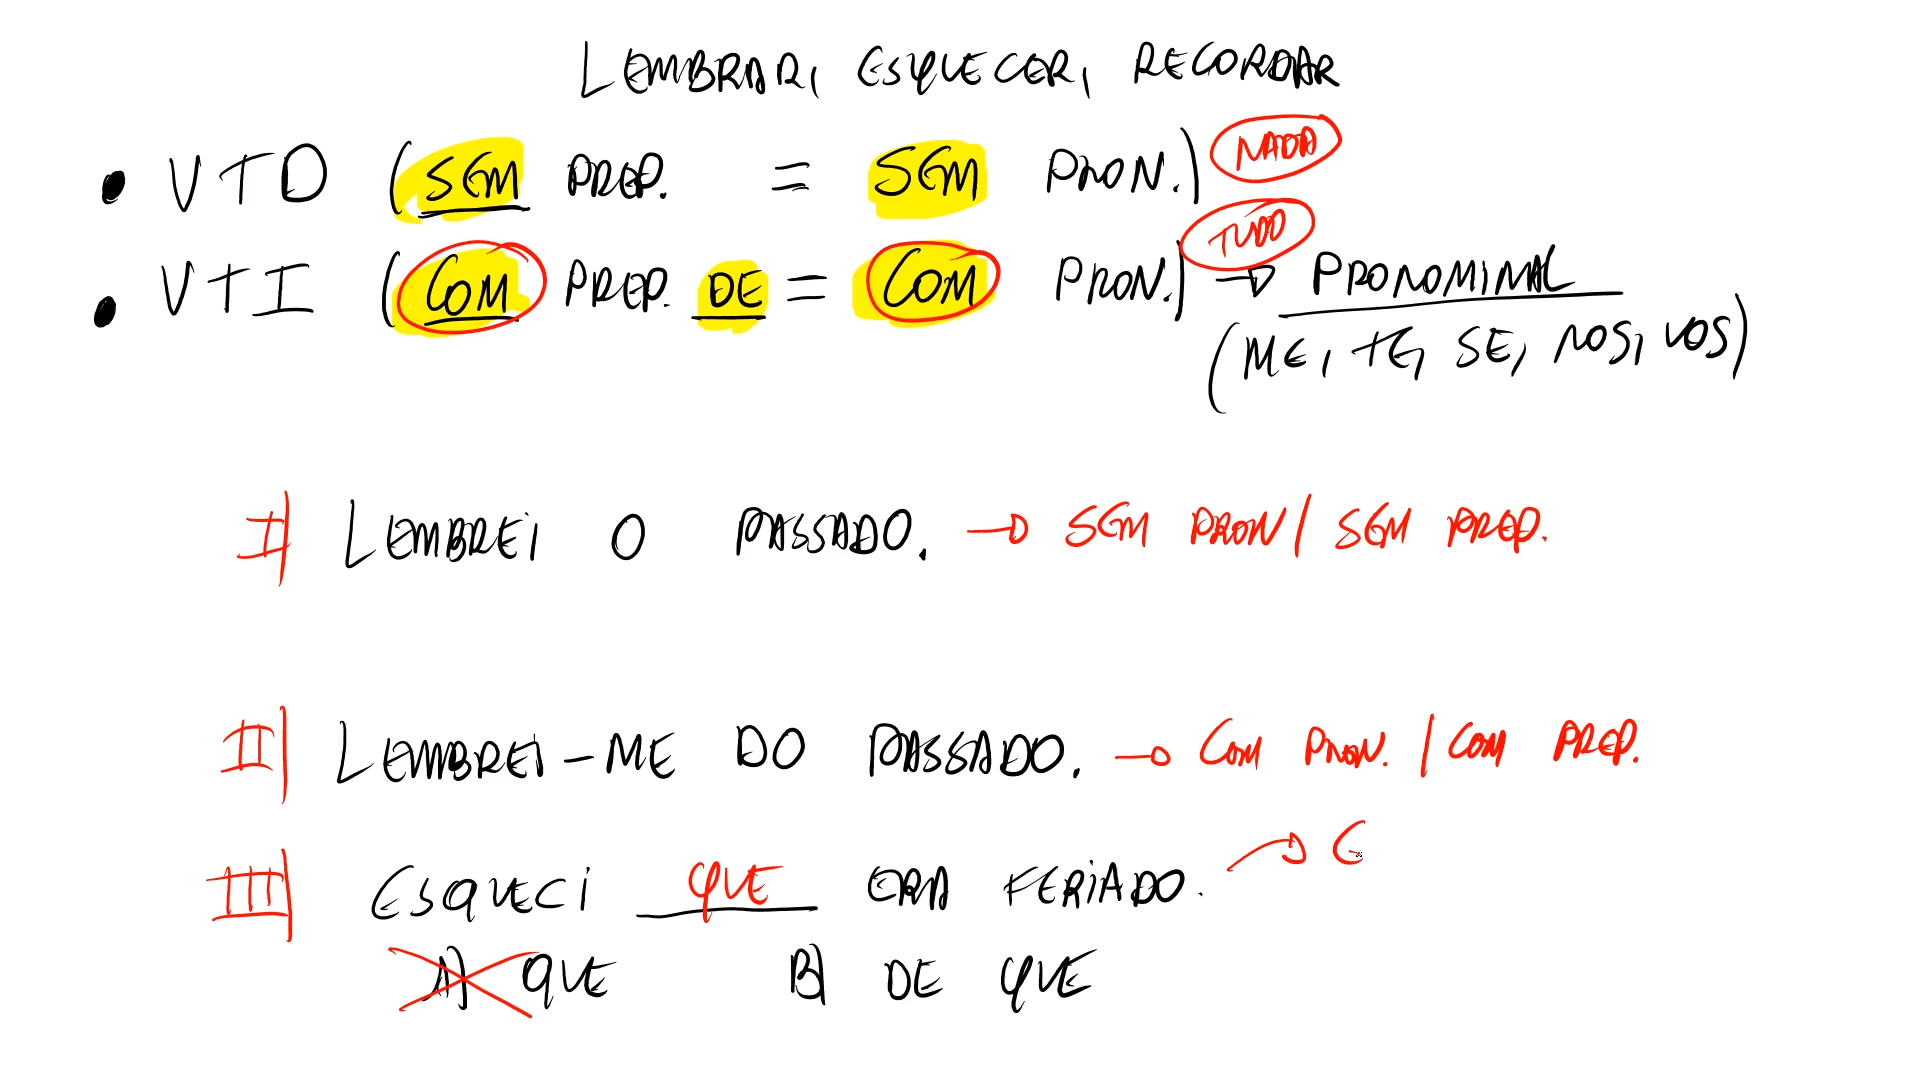 LEMBRAR, ESQUECER, RECORDAR
• VTD (SEM PREP. = SEM PRON.) NADA
• VTI (COM PREP. DE = COM PRON.) TUDO → PRONOMINAL
(ME, TE, SE, NOS, VOS)
I) LEMBREI O PASSADO. → SEM PRON / SEM PREP.
II) LEMBREI-ME DO PASSADO. → COM PRON. / COM PREP.
III) ESQUECI QUE ERA FERIADO. → E
A) QUE B) DE QUE